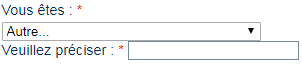 Vous êtes : *
Autre...
Veuillez préciser : *